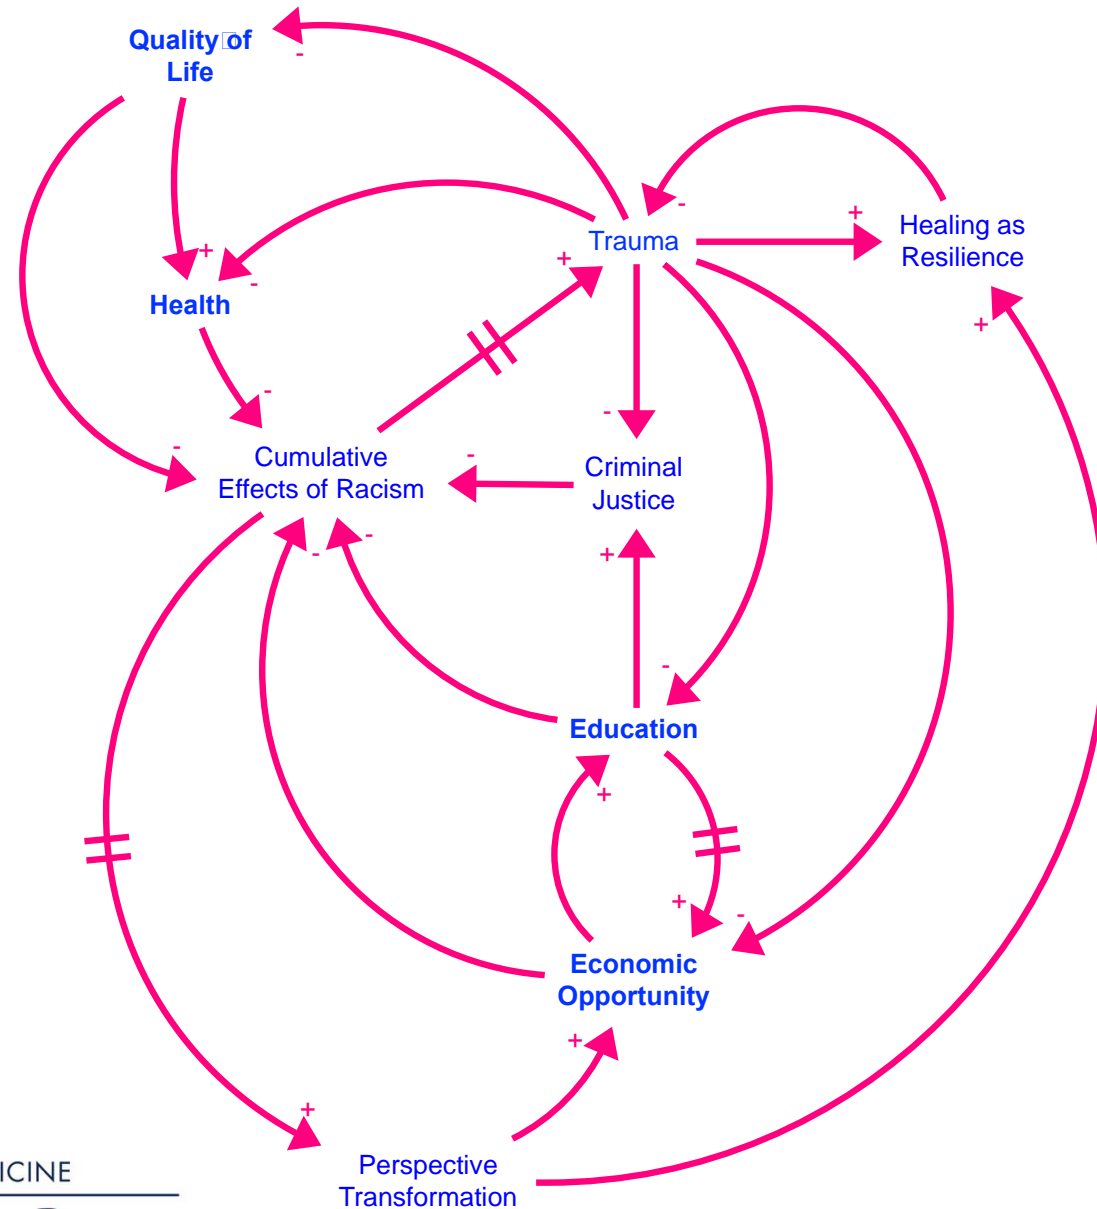 Quality of
Life
Trauma
Healing as
Resilience
Health
Cumulative
Effects of Racism
Criminal
Justice
Education
Economic
Opportunity
Perspective
Transformation
ICINE
-
-
-
+
+
-
+
+
-
-
-
-
-
-
+
-
+
+
-
+
+